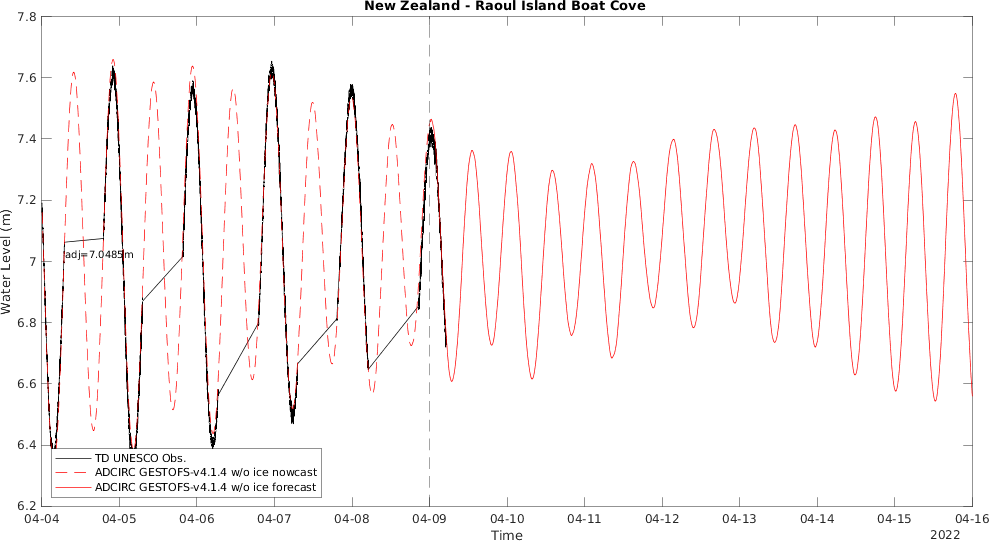 New Zealand - Raoul Island Boat Cove
7.8
7.6
7.4
7.2
7
6.8
6.6
6.4
6.2
Water Level (m)
adj=7.0485m
TD UNESCO Obs.
ADCIRC GESTOFS-v4.1.4 w/o ice nowcast
ADCIRC GESTOFS-v4.1.4 w/o ice forecast
04-04 04-05 04-06 04-07 04-08 04-09 04-10 04-11 04-12 04-13 04-14 04-15 04-16
Time
2022